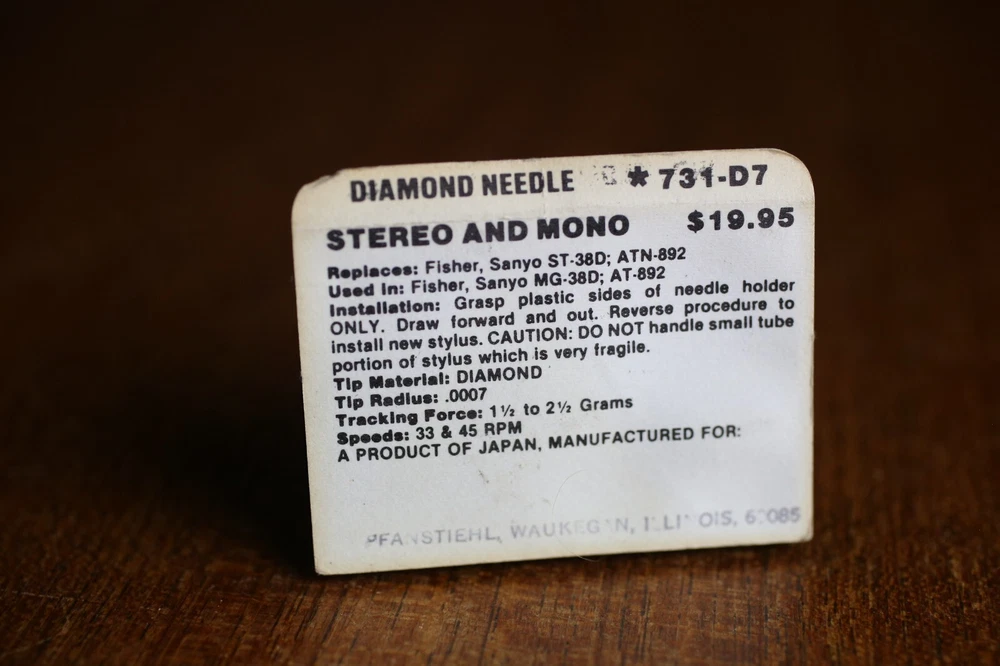 DIAMOND NEEDLE * 731-D7
STEREO AND MONO $19.95
Replaces: Fisher, Sanyo ST-38D; ATN-892
Used In: Fisher, Sanyo MG-38D; AT-892
Installation: Grasp plastic sides of needle holder
ONLY. Draw forward and out. Reverse procedure to
install new stylus. CAUTION: DO NOT handle small tube
portion of stylus which is very fragile.
Tip Material: DIAMOND
Tip Radius: .0007
Tracking Force: 1½ to 2½ Grams
Speeds: 33 & 45 RPM
A PRODUCT OF JAPAN, MANUFACTURED FOR:
PFANSTIEHL, WAUKEGAN, ILLINOIS,